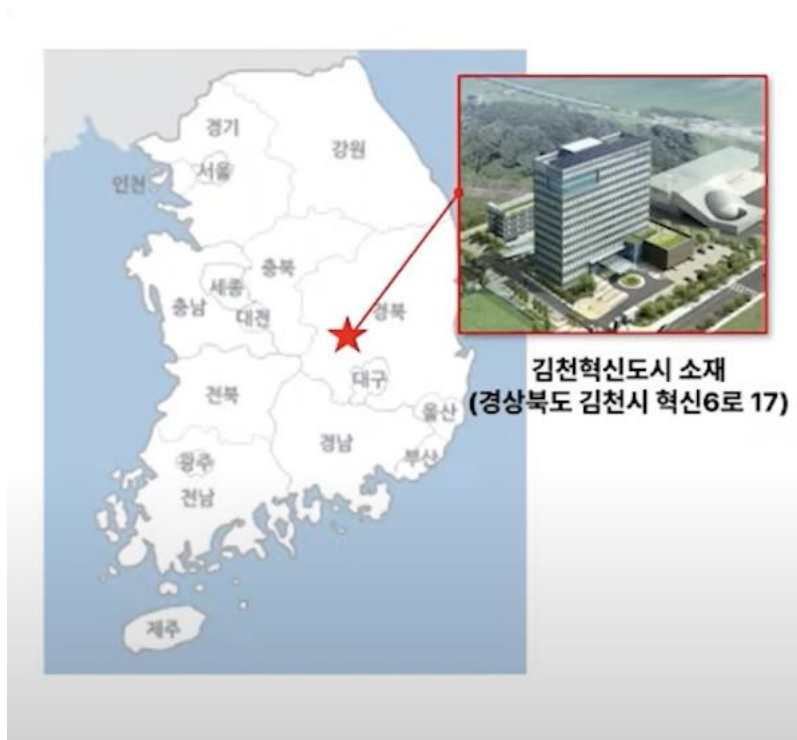 경기
강원
서울
인천
충북
세종
충남
대전
경북
전북
대구
울산
경남
광주
부산
전남
제주
김천혁신도시 소재
(경상북도 김천시 혁신6로 17)